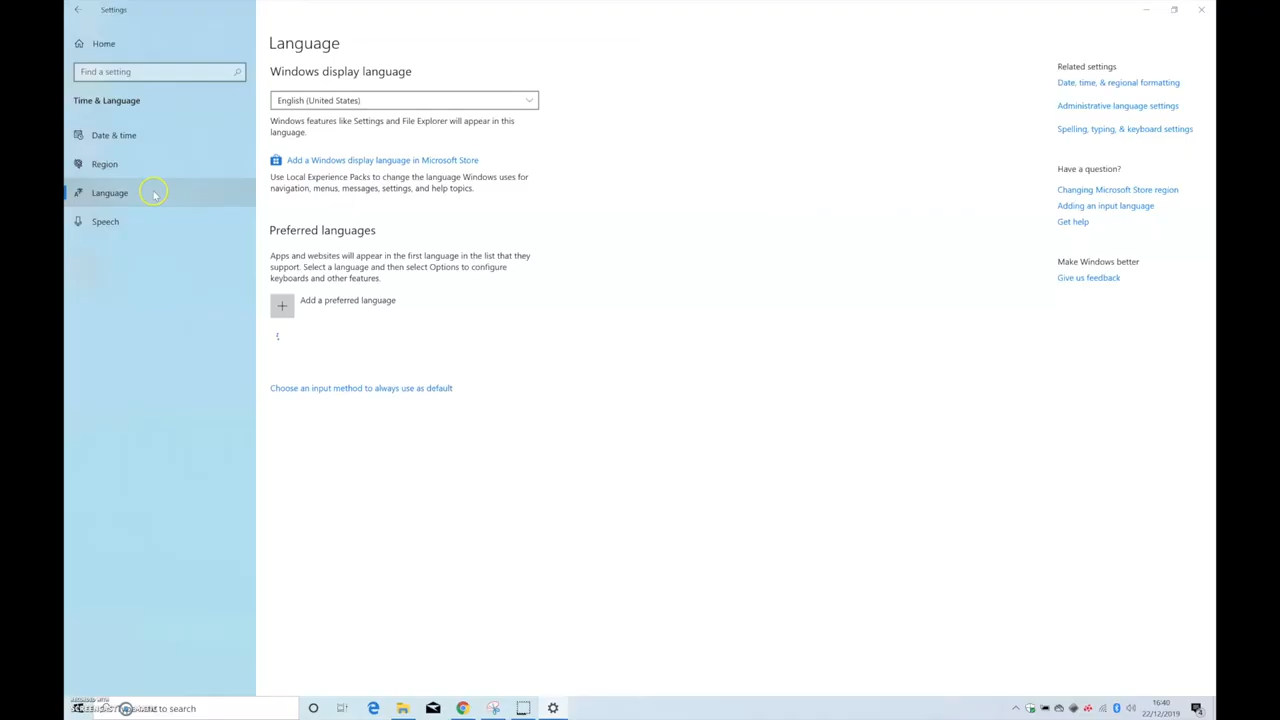 Settings
Home
Find a setting
Time & Language
Date & time
Region
Language
Speech
Language
Windows display language
English (United States)
Windows features like Settings and File Explorer will appear in this
language.
Add a Windows display language in Microsoft Store
Use Local Experience Packs to change the language Windows uses for
navigation, menus, messages, settings, and help topics.
Preferred languages
Apps and websites will appear in the first language in the list that they
support. Select a language and then select Options to configure
keyboards and other features.
Add a preferred language
Choose an input method to always use as default
Related settings
Date, time, & regional formatting
Administrative language settings
Spelling, typing, & keyboard settings
Have a question?
Changing Microsoft Store region
Adding an input language
Get help
Make Windows better
Give us feedback
RECORDED WITH
to search
16:40
22/12/2019
4